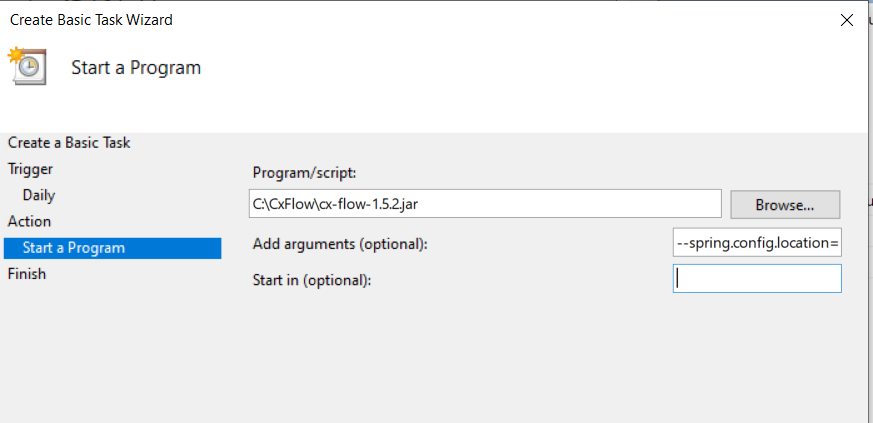 Create Basic Task Wizard
Start a Program
Create a Basic Task
Trigger
Daily
Action
Start a Program
Finish
Program/script:
C:\CxFlow\cx-flow-1.5.2.jar
Browse...
Add arguments (optional):
--spring.config.location=
Start in (optional):